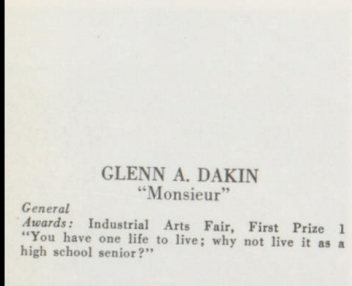 GLENN A. DAKIN
"Monsieur"
General
Awards: Industrial Arts Fair, First Prize 1
"You have one life to live; why not live it as a
high school senior?"